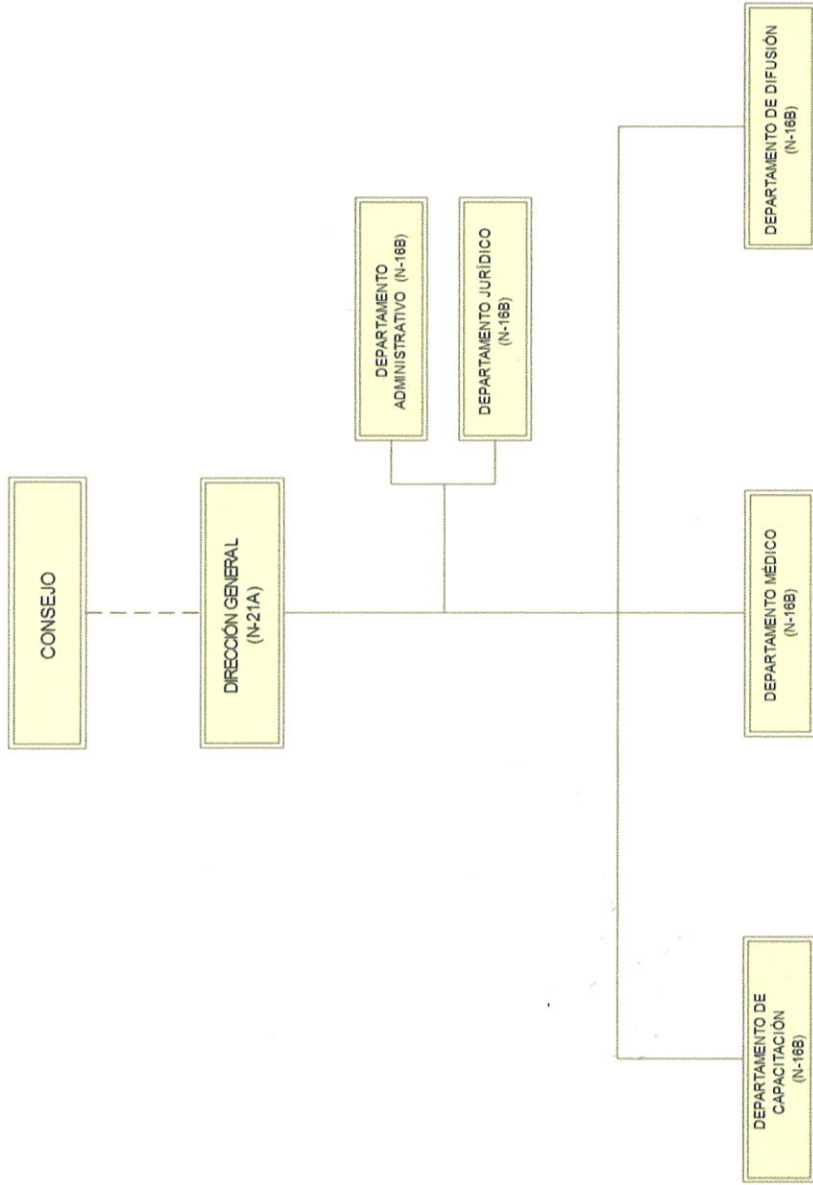 CONSEJO
DIRECCIÓN GENERAL
(N-21A)
DEPARTAMENTO
ADMINISTRATIVO (N-16B)
DEPARTAMENTO JURÍDICO
(N-16B)
DEPARTAMENTO DE
CAPACITACIÓN
(N-16B)
DEPARTAMENTO MÉDICO
(N-16B)
DEPARTAMENTO DE DIFUSIÓN
(N-16B)